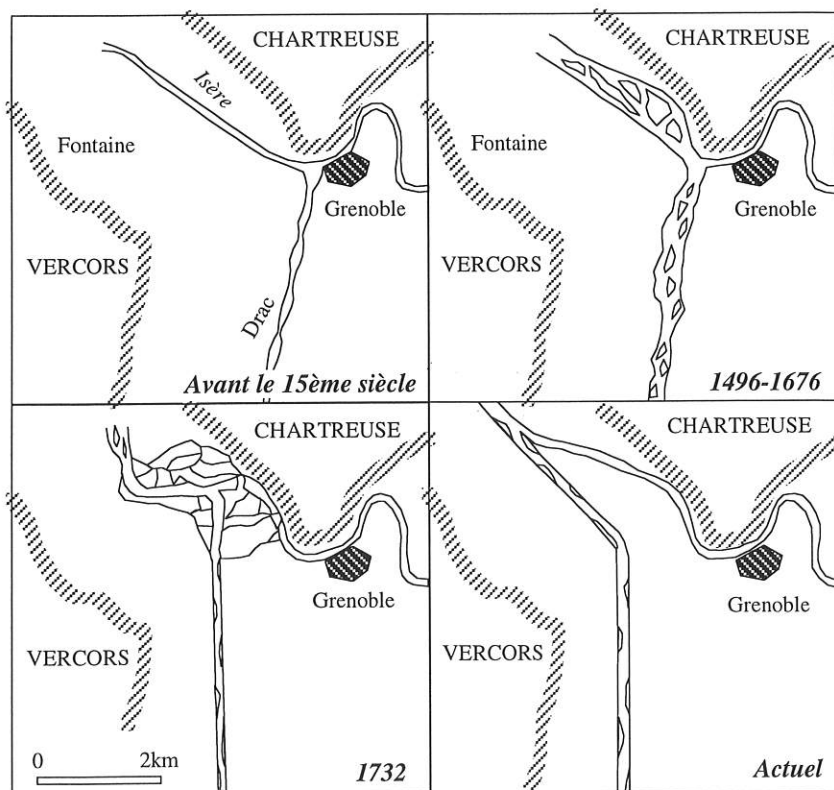 CHARTREUSE
Isère
Fontaine
Grenoble
VERCORS
Drac
Avant le 15ème siècle
CHARTREUSE
Fontaine
Grenoble
VERCORS
1496-1676
CHARTREUSE
Grenoble
VERCORS
0 2km
1732
CHARTREUSE
Grenoble
VERCORS
Actuel